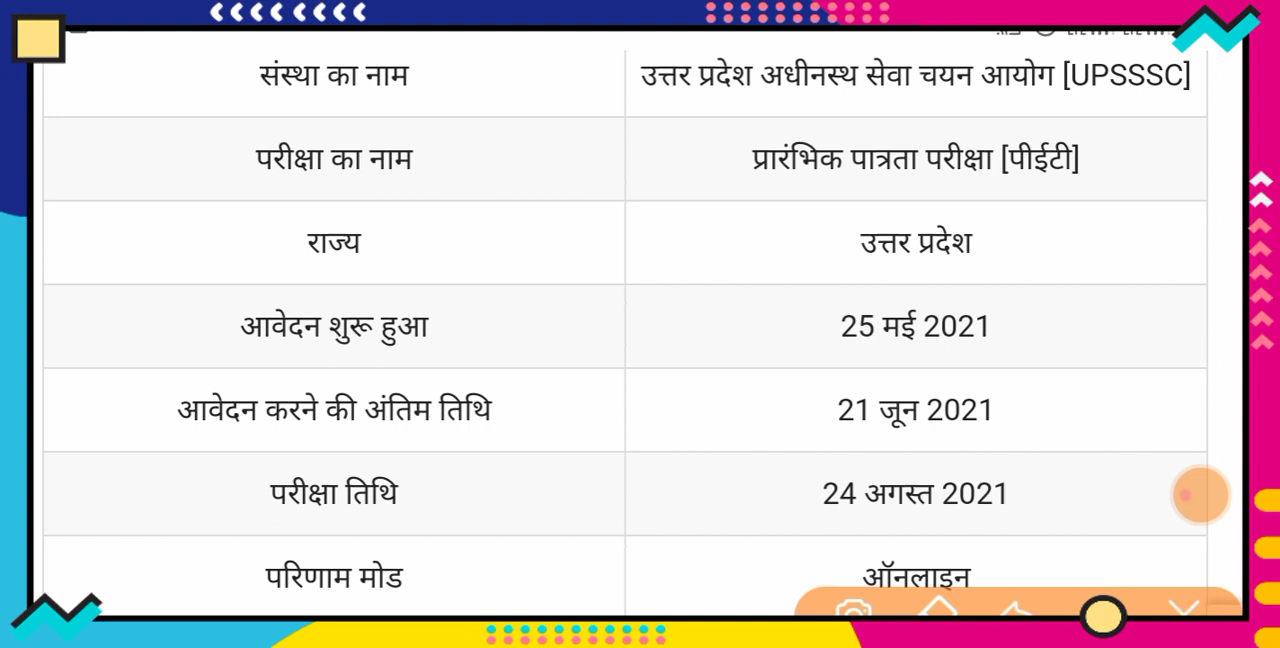 संस्था का नाम उत्तर प्रदेश अधीनस्थ सेवा चयन आयोग [UPSSSC]
परीक्षा का नाम प्रारंभिक पात्रता परीक्षा [पीईटी]
राज्य उत्तर प्रदेश
आवेदन शुरू हुआ 25 मई 2021
आवेदन करने की अंतिम तिथि 21 जून 2021
परीक्षा तिथि 24 अगस्त 2021
परिणाम मोड ऑनलाइन